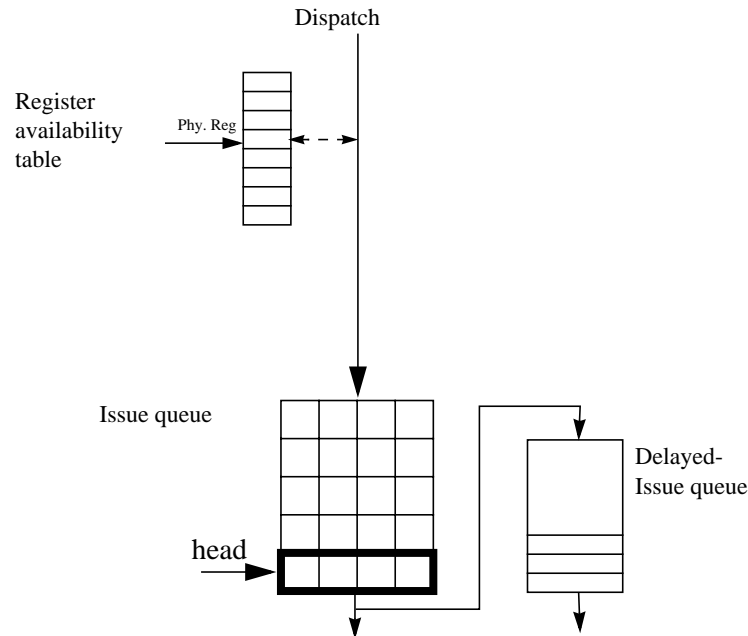 Dispatch
Register
availability
table
Phy. Reg
Issue queue
Delayed-
Issue queue
head